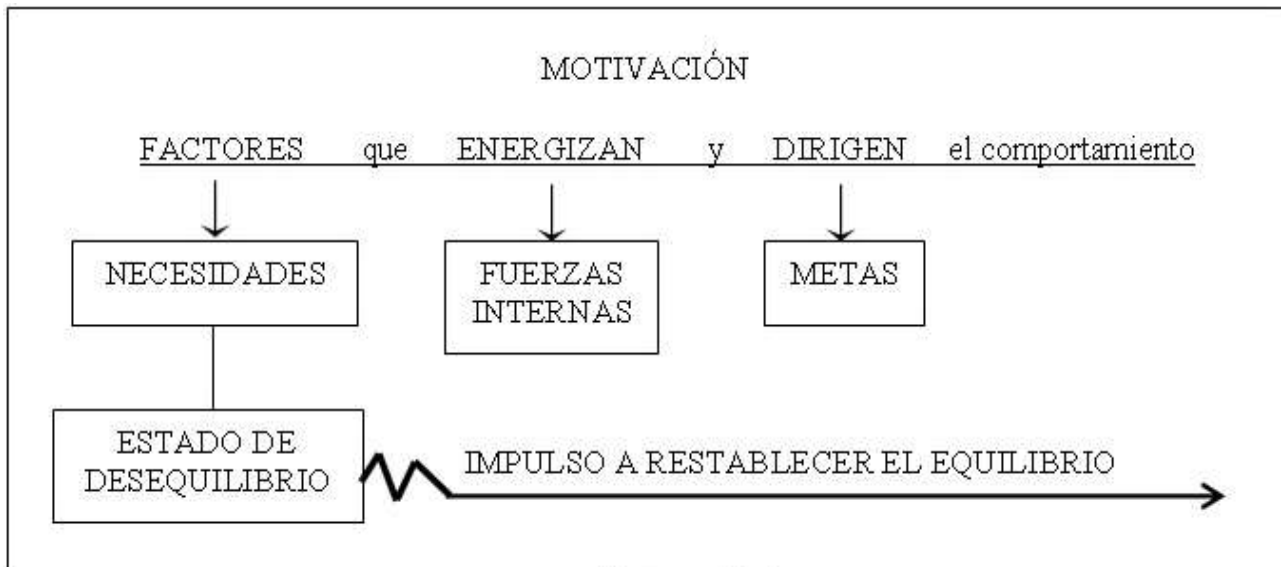 MOTIVACIÓN
FACTORES que ENERGIZAN y DIRIGEN el comportamiento
NECESIDADES
FUERZAS
INTERNAS
METAS
ESTADO DE
DESEQUILIBRIO
IMPULSO A RESTABLECER EL EQUILIBRIO